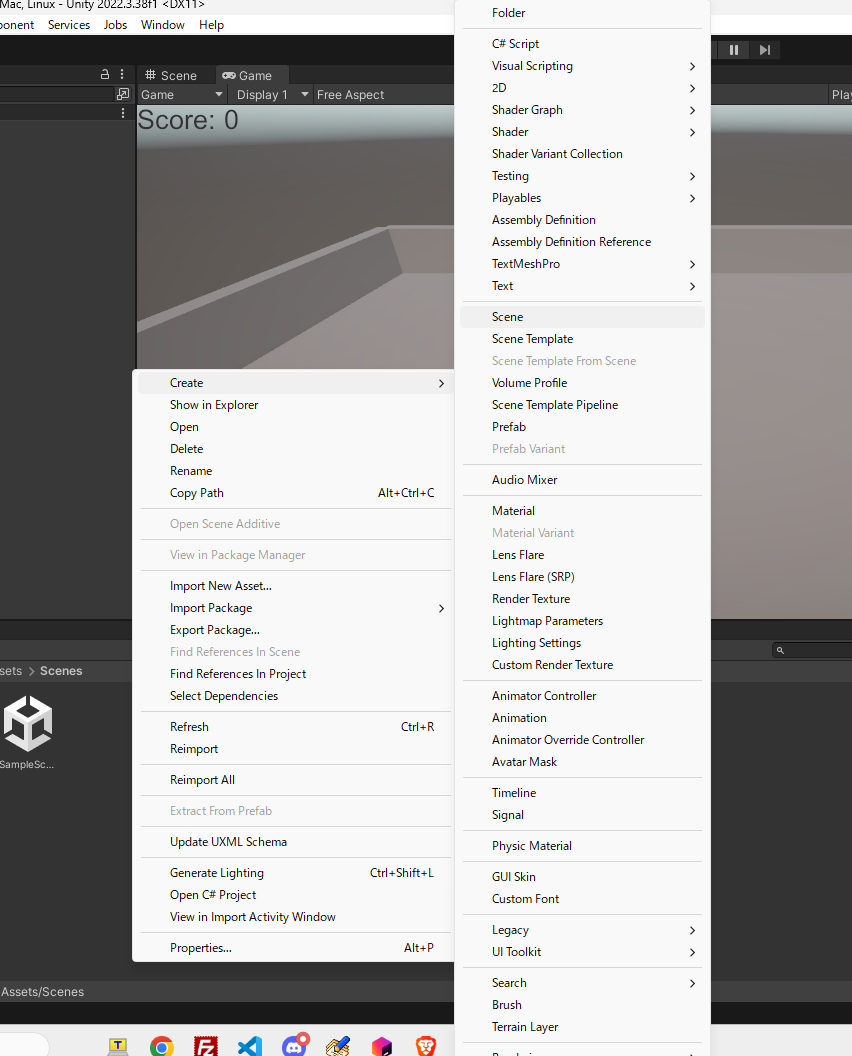 Mac, Linux - Unity 2022.3.38f1 <DX11>
ponent Services Jobs Window Help
Scene Game
Game Display 1 Free Aspect Play
Score: 0
Create
Show in Explorer
Open
Delete
Rename
Copy Path Alt+Ctrl+C
Open Scene Additive
View in Package Manager
Import New Asset...
Import Package
Export Package...
Find References In Scene
Find References In Project
Select Dependencies
Refresh Ctrl+R
Reimport
Reimport All
Extract From Prefab
Update UXML Schema
Generate Lighting Ctrl+Shift+L
Open C# Project
View in Import Activity Window
Properties... Alt+P
Folder
C# Script
Visual Scripting
2D
Shader Graph
Shader
Shader Variant Collection
Testing
Playables
Assembly Definition
Assembly Definition Reference
TextMeshPro
Text
Scene
Scene Template
Scene Template From Scene
Volume Profile
Scene Template Pipeline
Prefab
Prefab Variant
Audio Mixer
Material
Material Variant
Lens Flare
Lens Flare (SRP)
Render Texture
Lightmap Parameters
Lighting Settings
Custom Render Texture
Animator Controller
Animation
Animator Override Controller
Avatar Mask
Timeline
Signal
Physic Material
GUI Skin
Custom Font
Legacy
UI Toolkit
Search
Brush
Terrain Layer
sets > Scenes
SampleSc...
Assets/Scenes